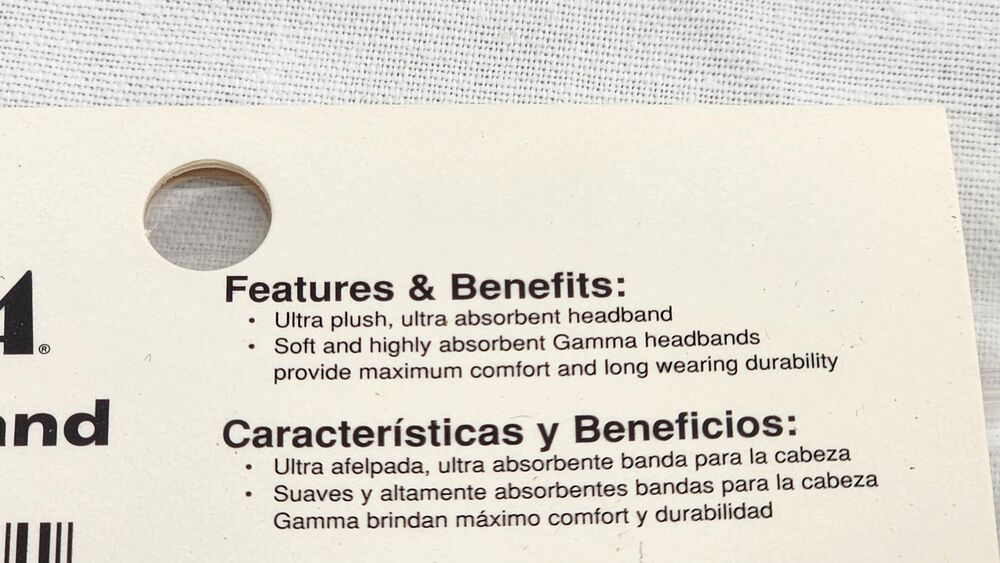 Features & Benefits:
• Ultra plush, ultra absorbent headband
• Soft and highly absorbent Gamma headbands
provide maximum comfort and long wearing durability
A®
and
Características y Beneficios:
• Ultra afelpada, ultra absorbente banda para la cabeza
• Suaves y altamente absorbentes bandas para la cabeza
Gamma brindan máximo comfort y durabilidad